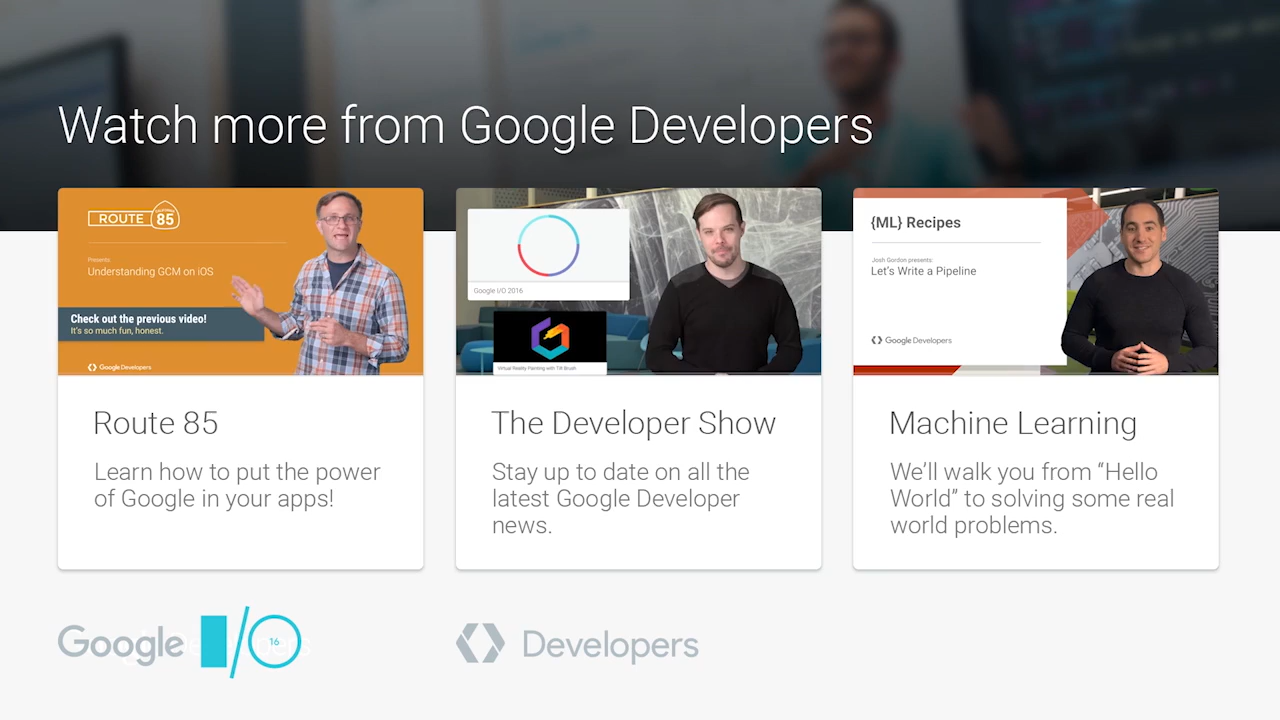 Watch more from Google Developers
ROUTE 85
Presents:
Understanding GCM on iOS
Check out the previous video!
It's so much fun, honest.
Google Developers
Google I/O 2016
Virtual Reality Painting with Tilt Brush
{ML} Recipes
Josh Gordon presents:
Let's Write a Pipeline
Google Developers
Route 85
Learn how to put the power
of Google in your apps!
The Developer Show
Stay up to date on all the
latest Google Developer
news.
Machine Learning
We'll walk you from “Hello
World” to solving some real
world problems.
Google I/O 16
Developers